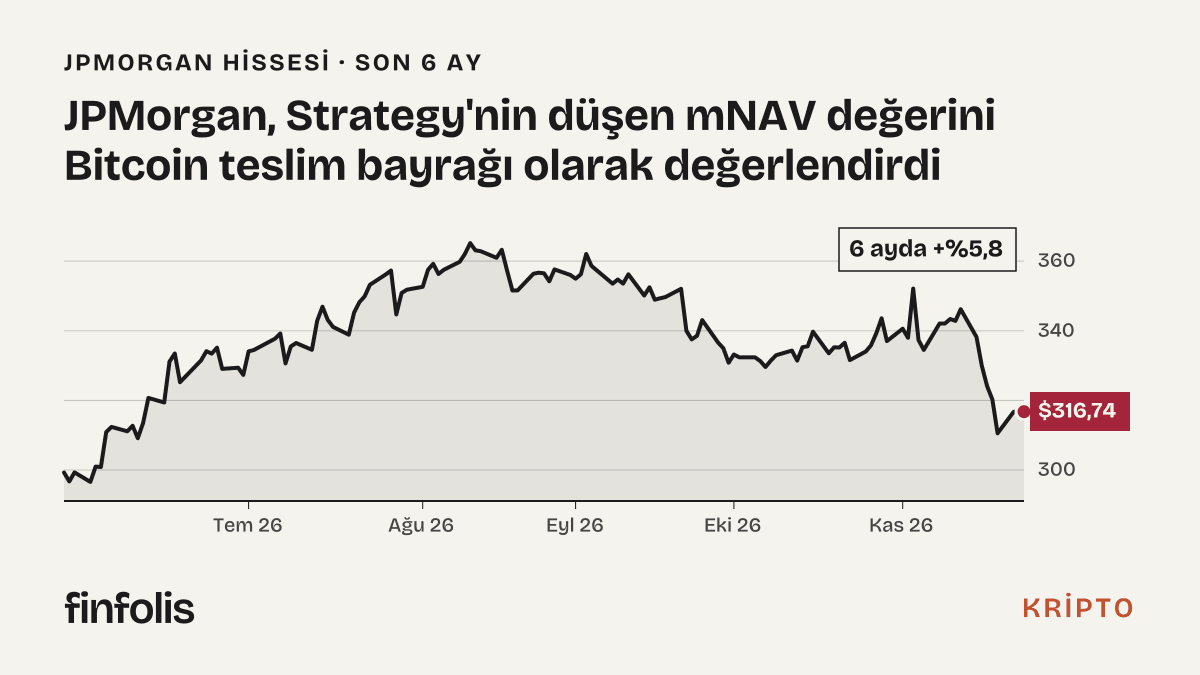 JPMORGAN HİSSESİ · SON 6 AY
JPMorgan, Strategy'nin düşen mNAV değerini
Bitcoin teslim bayrağı olarak değerlendirdi
6 ayda +%5,8
360
340
$316,74
300
Tem 26 Ağu 26 Eyl 26 Eki 26 Kas 26
finfolis
KRİPTO